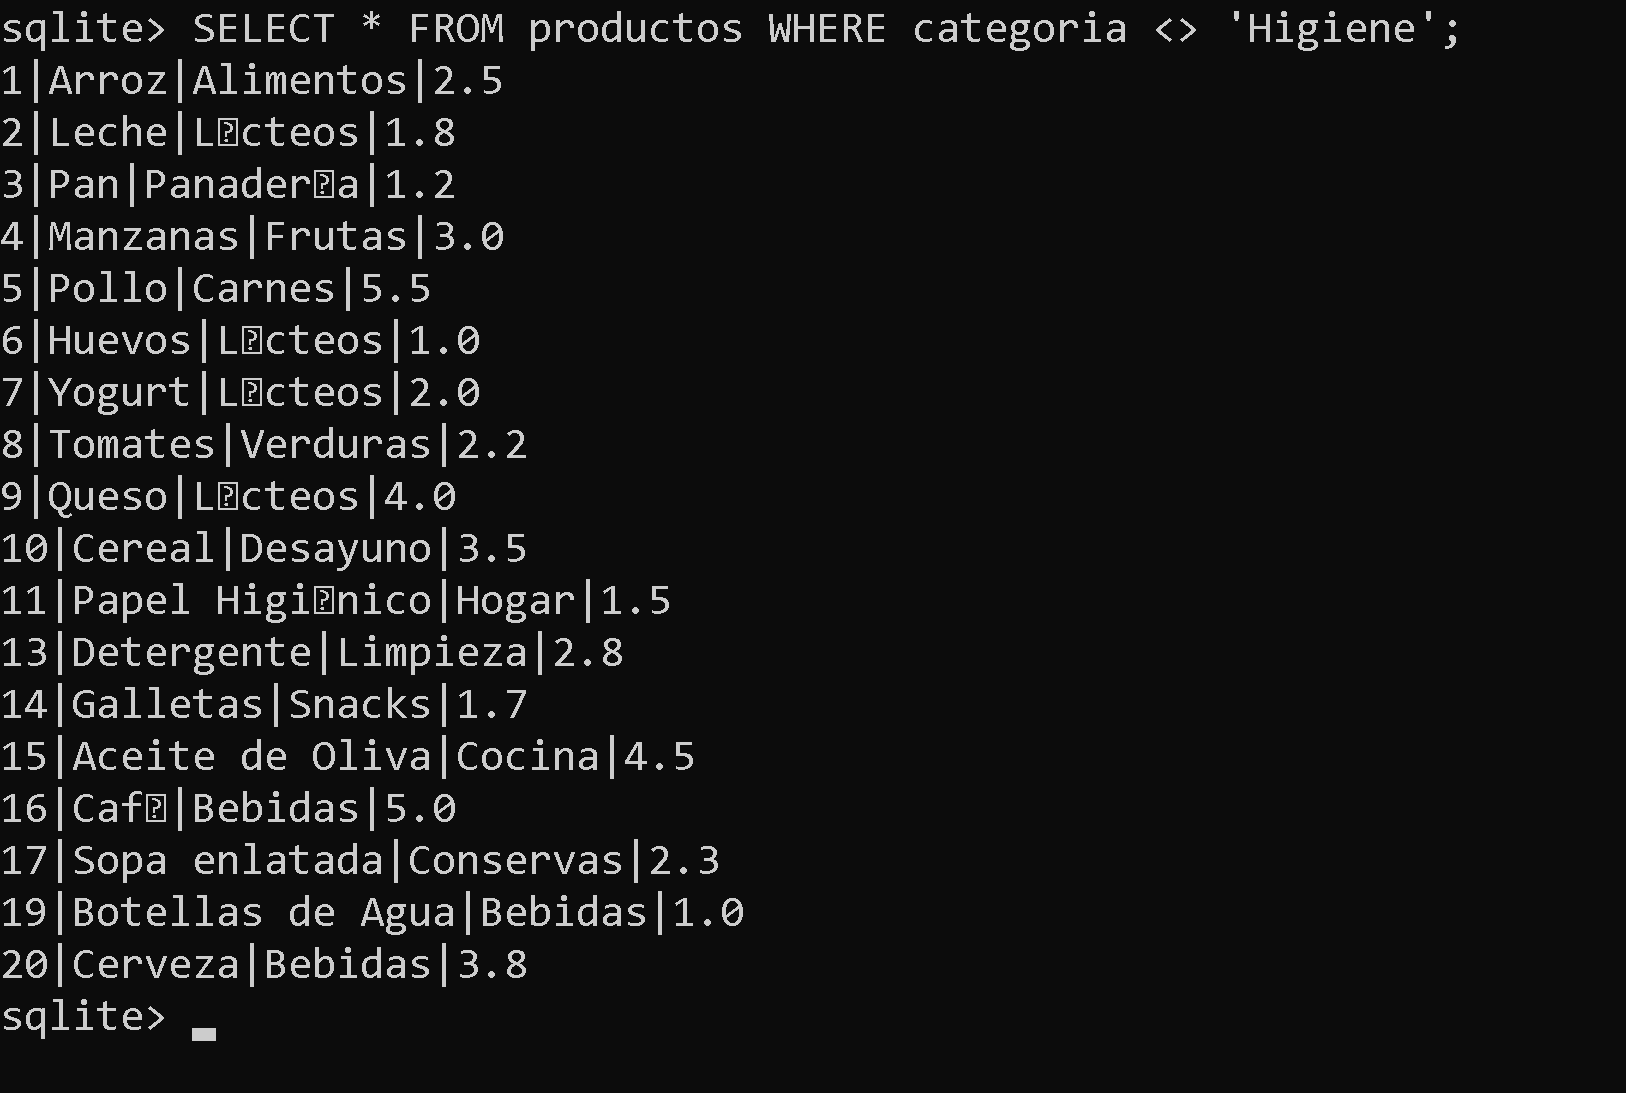 sqlite> SELECT * FROM productos WHERE categoria <> 'Higiene';
1|Arroz|Alimentos|2.5
2|Leche|L�cteos|1.8
3|Pan|Panader�a|1.2
4|Manzanas|Frutas|3.0
5|Pollo|Carnes|5.5
6|Huevos|L�cteos|1.0
7|Yogurt|L�cteos|2.0
8|Tomates|Verduras|2.2
9|Queso|L�cteos|4.0
10|Cereal|Desayuno|3.5
11|Papel Higi�nico|Hogar|1.5
13|Detergente|Limpieza|2.8
14|Galletas|Snacks|1.7
15|Aceite de Oliva|Cocina|4.5
16|Caf�|Bebidas|5.0
17|Sopa enlatada|Conservas|2.3
19|Botellas de Agua|Bebidas|1.0
20|Cerveza|Bebidas|3.8
sqlite>